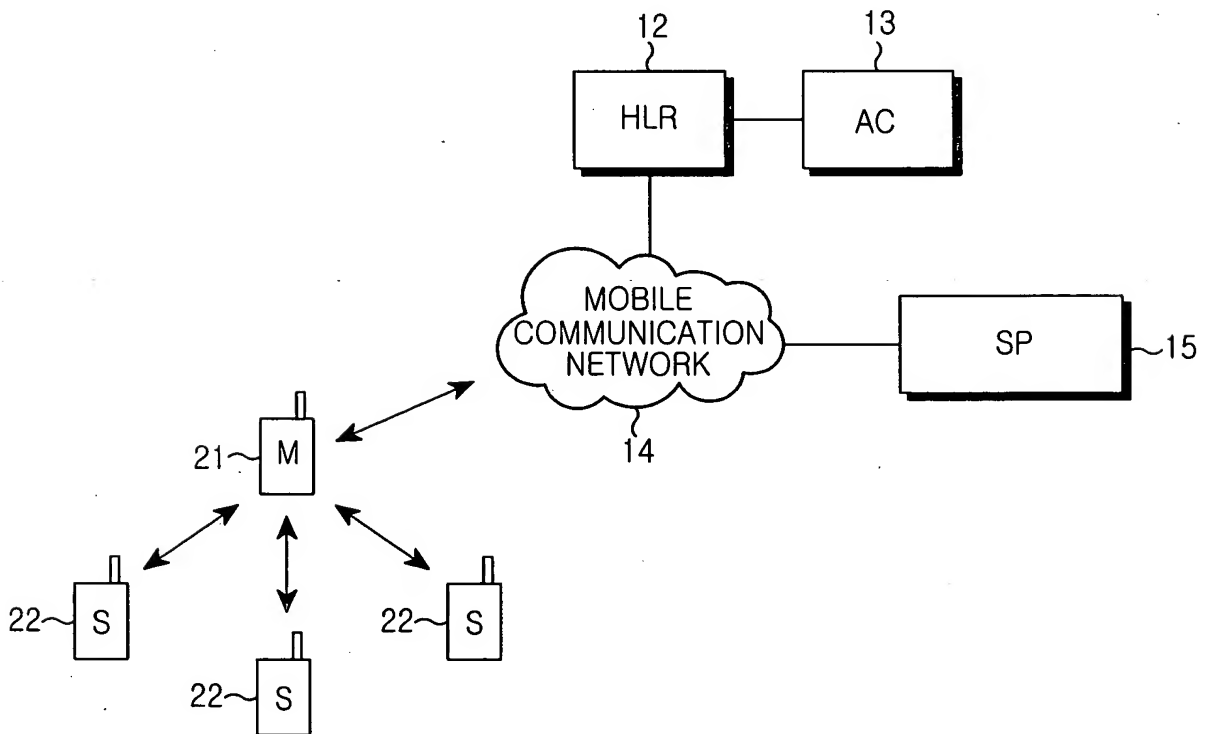 12
13
HLR
AC
MOBILE
COMMUNICATION
NETWORK
SP
15
14
21
M
22
S
22
S
22
S